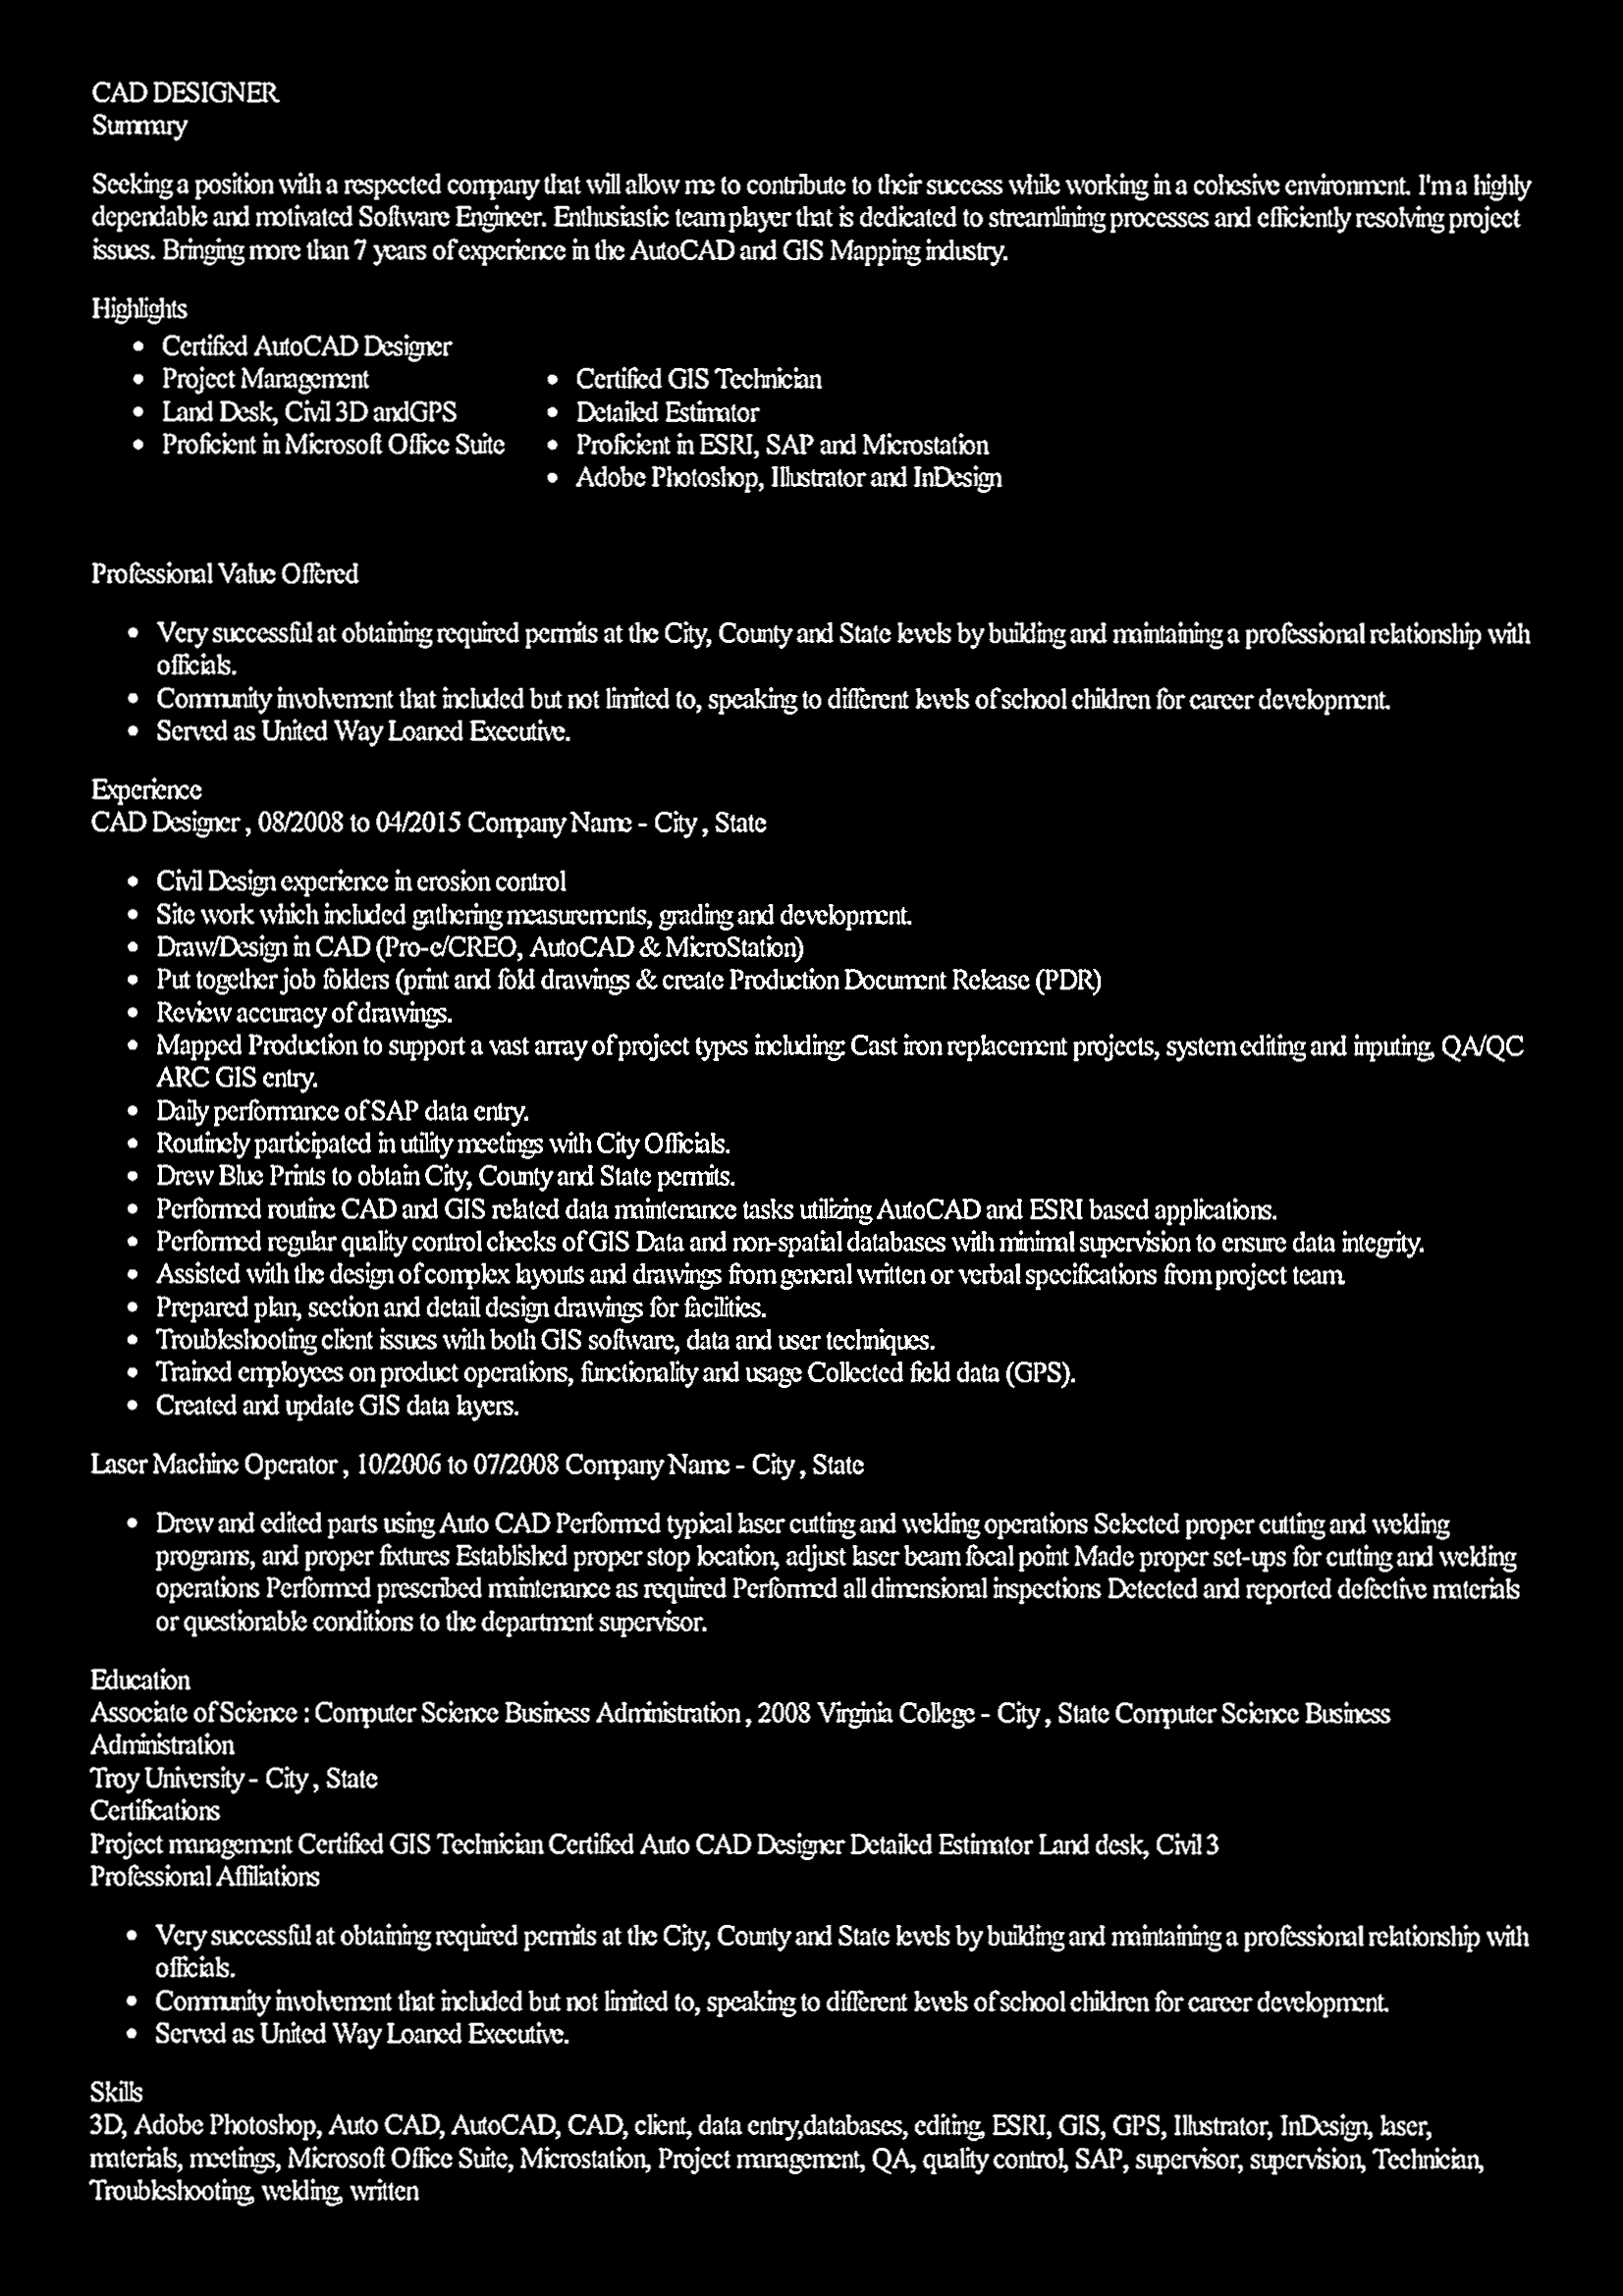 CAD DESIGNER
Summary
Seeking a position with a respected company that will allow me to contribute to their success while working in a cohesive environment. I'm a highly
dependable and motivated Software Engineer. Enthusiastic team player that is dedicated to streamlining processes and efficiently resolving project
issues. Bringing more than 7 years of experience in the AutoCAD and GIS Mapping industry.
Highlights
• Certified AutoCAD Designer
• Project Management
• Land Desk, Civil 3D andGPS
• Proficient in Microsoft Office Suite
• Certified GIS Technician
• Detailed Estimator
• Proficient in ESRI, SAP and Microstation
• Adobe Photoshop, Illustrator and InDesign
Professional Value Offered
• Very successful at obtaining required permits at the City, County and State levels by building and maintaining a professional relationship with
officials.
• Community involvement that included but not limited to, speaking to different levels of school children for career development.
• Served as United Way Loaned Executive.
Experience
CAD Designer , 08/2008 to 04/2015 Company Name - City , State
• Civil Design experience in erosion control
• Site work which included gathering measurements, grading and development.
• Draw/Design in CAD (Pro-e/CREO, AutoCAD & MicroStation)
• Put together job folders (print and fold drawings & create Production Document Release (PDR)
• Review accuracy of drawings.
• Mapped Production to support a vast array of project types including: Cast iron replacement projects, system editing and inputing, QA/QC
ARC GIS entry.
• Daily performance of SAP data entry.
• Routinely participated in utility meetings with City Officials.
• Drew Blue Prints to obtain City, County and State permits.
• Performed routine CAD and GIS related data maintenance tasks utilizing AutoCAD and ESRI based applications.
• Performed regular quality control checks of GIS Data and non-spatial databases with minimal supervision to ensure data integrity.
• Assisted with the design of complex layouts and drawings from general written or verbal specifications from project team.
• Prepared plan, section and detail design drawings for facilities.
• Troubleshooting client issues with both GIS software, data and user techniques.
• Trained employees on product operations, functionality and usage Collected field data (GPS).
• Created and update GIS data layers.
Laser Machine Operator , 10/2006 to 07/2008 Company Name - City , State
• Drew and edited parts using Auto CAD Performed typical laser cutting and welding operations Selected proper cutting and welding
programs, and proper fixtures Established proper stop location, adjust laser beam focal point Made proper set-ups for cutting and welding
operations Performed prescribed maintenance as required Performed all dimensional inspections Detected and reported defective materials
or questionable conditions to the department supervisor.
Education
Associate of Science : Computer Science Business Administration , 2008 Virginia College - City , State Computer Science Business
Administration
Troy University - City , State
Certifications
Project management Certified GIS Technician Certified Auto CAD Designer Detailed Estimator Land desk, Civil 3
Professional Affiliations
• Very successful at obtaining required permits at the City, County and State levels by building and maintaining a professional relationship with
officials.
• Community involvement that included but not limited to, speaking to different levels of school children for career development.
• Served as United Way Loaned Executive.
Skills
3D, Adobe Photoshop, Auto CAD, AutoCAD, CAD, client, data entry,databases, editing, ESRI, GIS, GPS, Illustrator, InDesign, laser,
materials, meetings, Microsoft Office Suite, Microstation, Project management, QA, quality control, SAP, supervisor, supervision, Technician,
Troubleshooting, welding, written